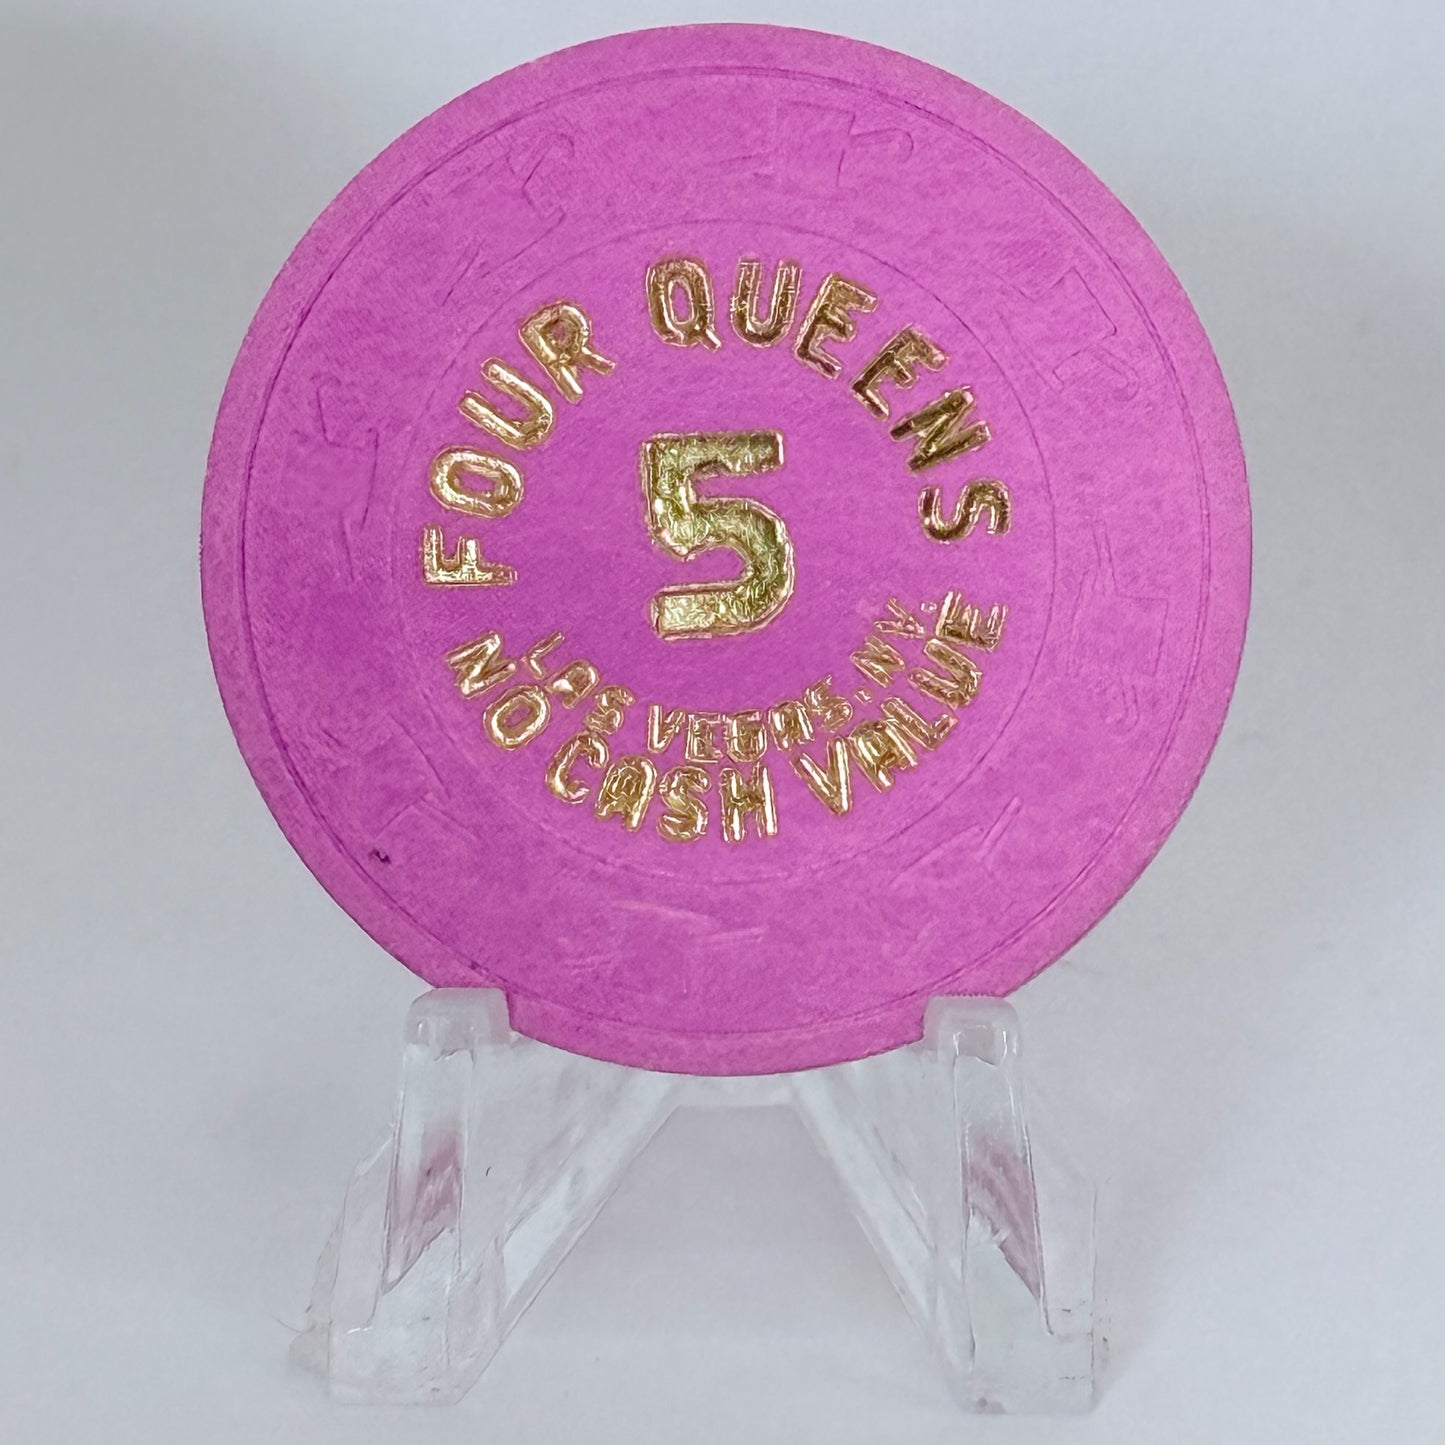 FOUR QUEENS
5
LAS VEGAS, NV.
NO CASH VALUE